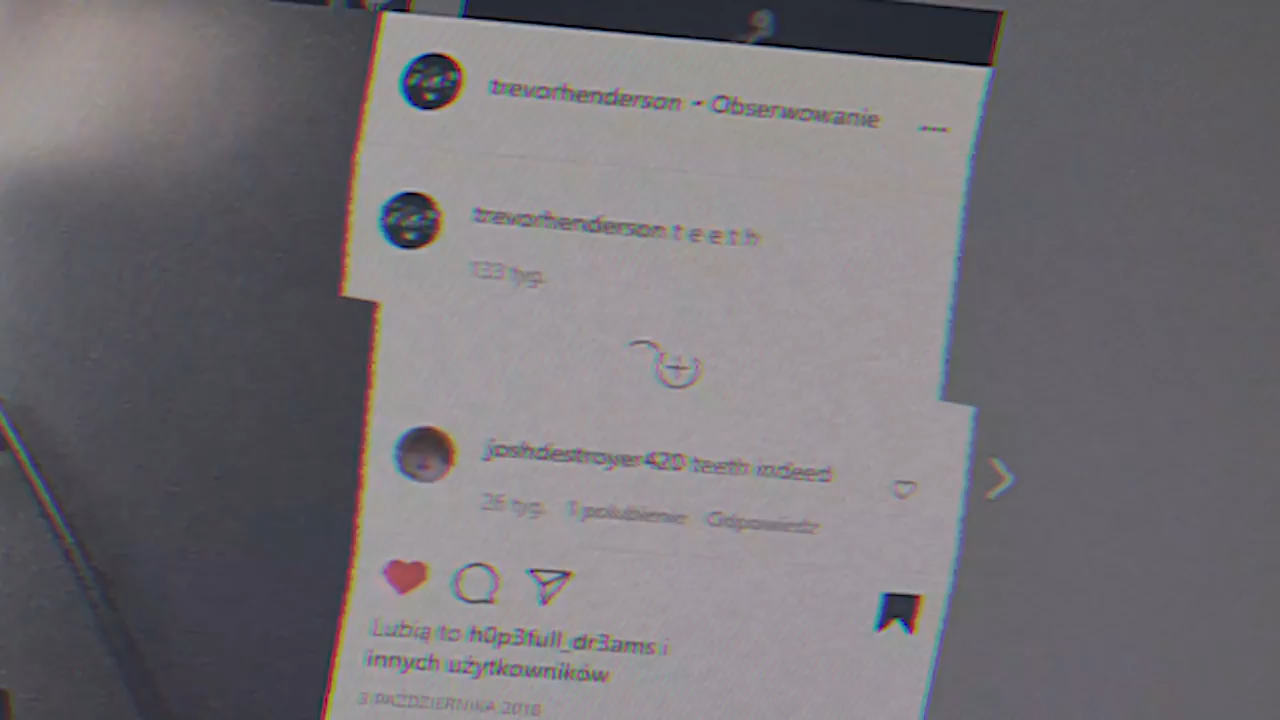 trevorhenderson • Obserwowanie
trevorhenderson t e e t h
133 tyg.
joshdestroyer420 teeth indeed
26 tyg. 1 polubienie Odpowiedz
Lubią to h0p3full_dr3ams i
innych użytkowników
3 PAŹDZIERNIKA 2018